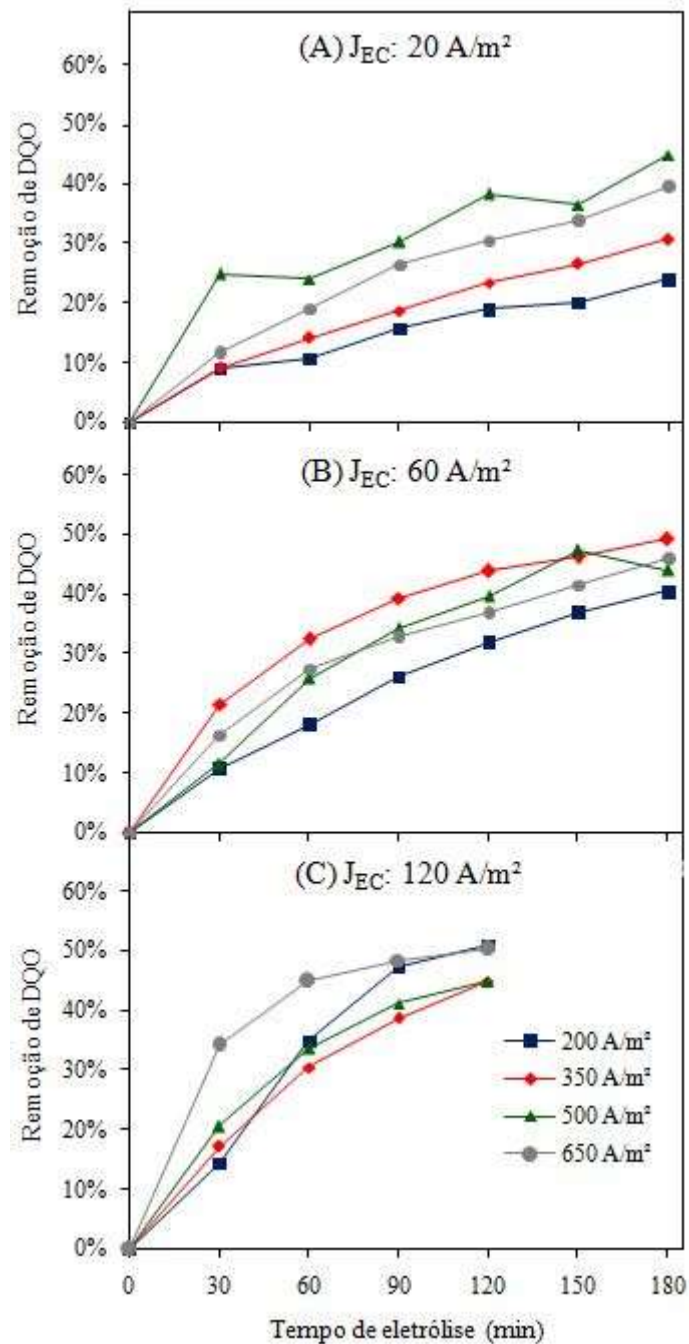 (A) J_EC: 20 A/m²
60%
50%
40%
30%
20%
10%
0%
Remoção de DQO
(B) J_EC: 60 A/m²
60%
50%
40%
30%
20%
10%
0%
Remoção de DQO
(C) J_EC: 120 A/m²
60%
50%
40%
30%
20%
10%
0%
Remoção de DQO
200 A/m²
350 A/m²
500 A/m²
650 A/m²
0 30 60 90 120 150 180
Tempo de eletrólise (min)